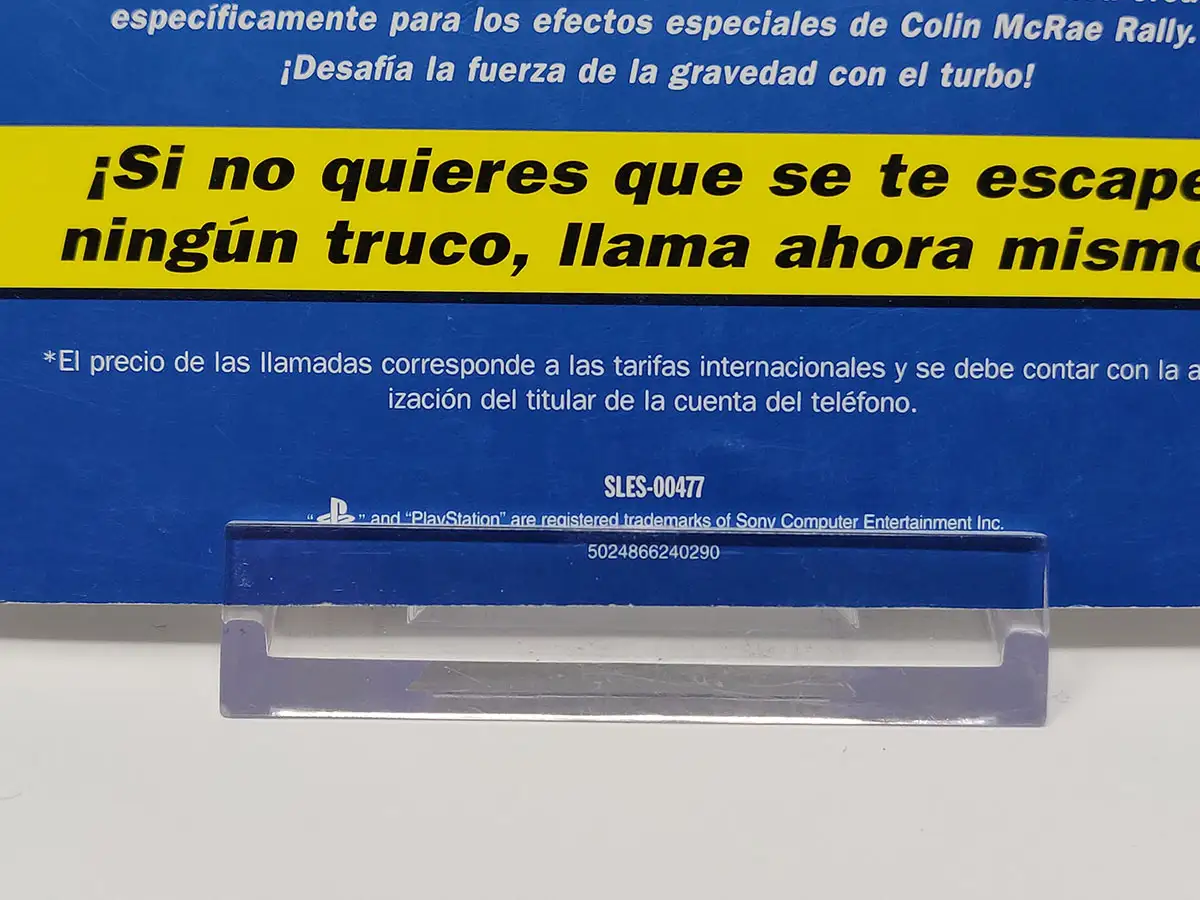 específicamente para los efectos especiales de Colin McRae Rally.
¡Desafía la fuerza de la gravedad con el turbo!
¡Si no quieres que se te escape
ningún truco, llama ahora mismo
*El precio de las llamadas corresponde a las tarifas internacionales y se debe contar con la a
ización del titular de la cuenta del teléfono.
SLES-00477
" " and "PlayStation" are registered trademarks of Sony Computer Entertainment Inc.
5024866240290